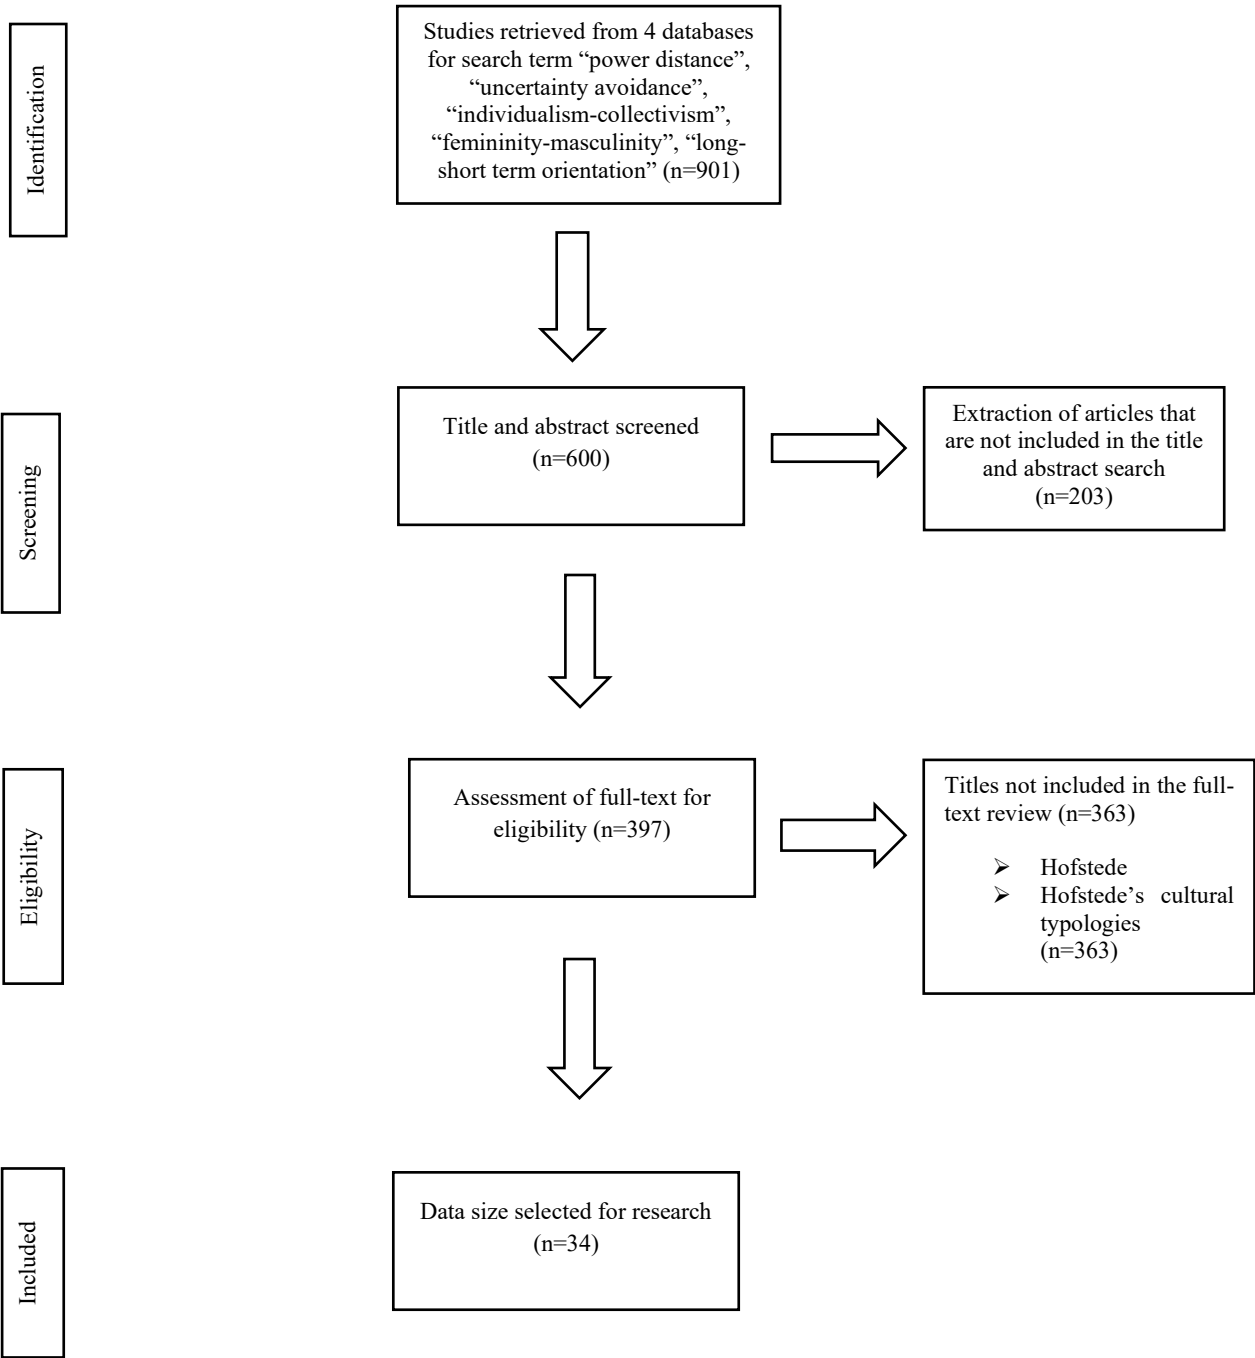 Identification
Studies retrieved from 4 databases
for search term “power distance”,
“uncertainty avoidance”,
“individualism-collectivism”,
“femininity-masculinity”, “long-
short term orientation” (n=901)
Screening
Title and abstract screened
(n=600)
Extraction of articles that
are not included in the title
and abstract search
(n=203)
Eligibility
Assessment of full-text for
eligibility (n=397)
Titles not included in the full-
text review (n=363)
➢ Hofstede
➢ Hofstede’s cultural
typologies
(n=363)
Included
Data size selected for research
(n=34)